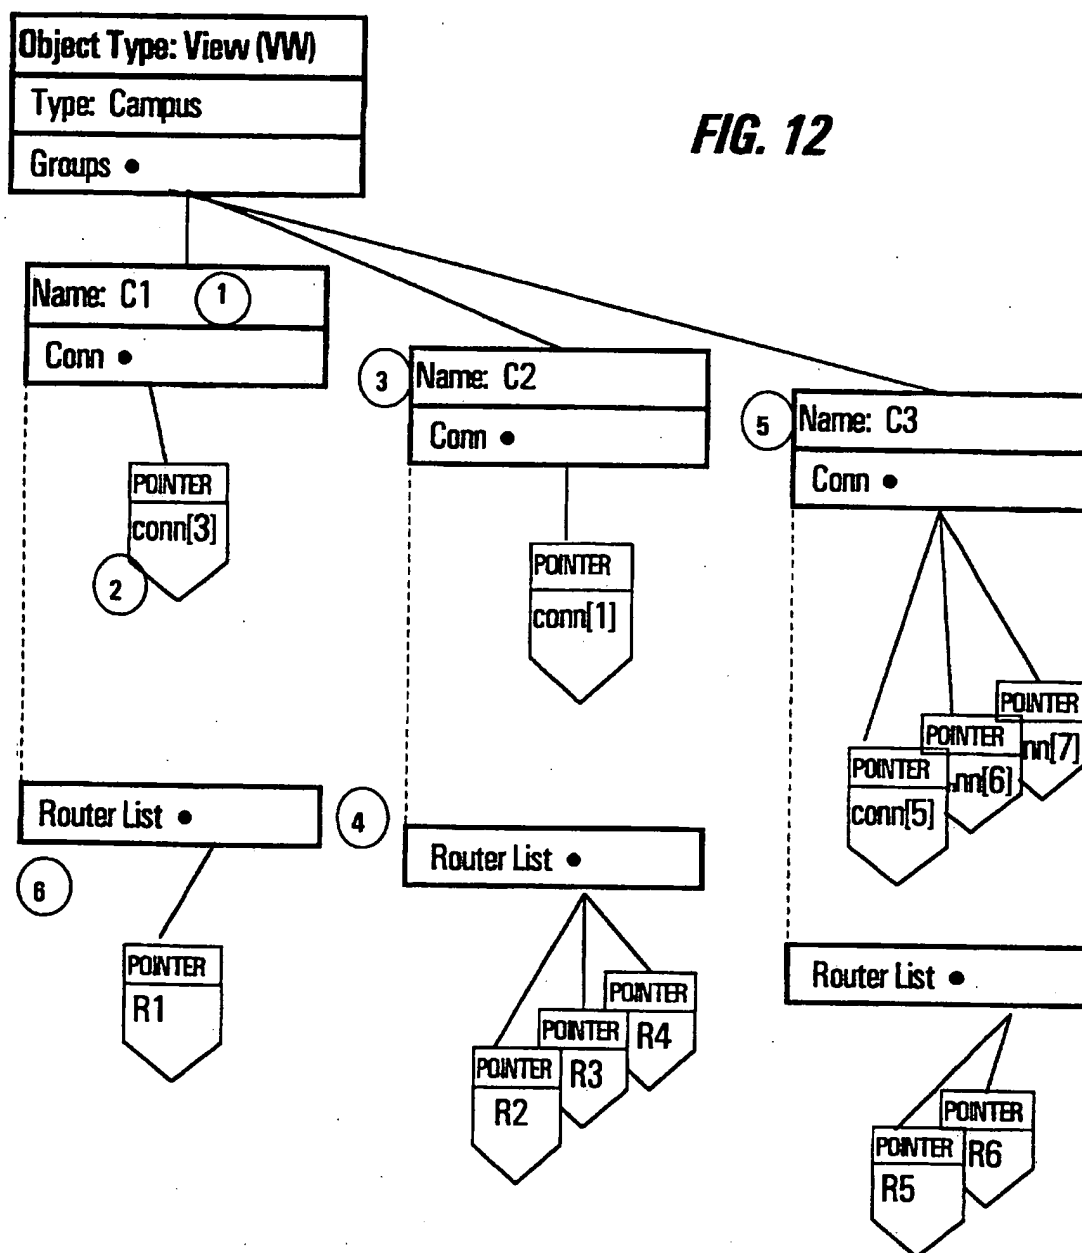 Object Type: View (VW)
Type: Campus
Groups •
FIG. 12
Name: C1
1
Conn •
3
Name: C2
Conn •
5
Name: C3
Conn •
POINTER
conn[3]
2
POINTER
conn[1]
POINTER
nn[7]
POINTER
nn[6]
POINTER
conn[5]
Router List •
4
Router List •
6
Router List •
POINTER
R1
POINTER
R4
POINTER
R3
POINTER
R2
POINTER
R6
POINTER
R5